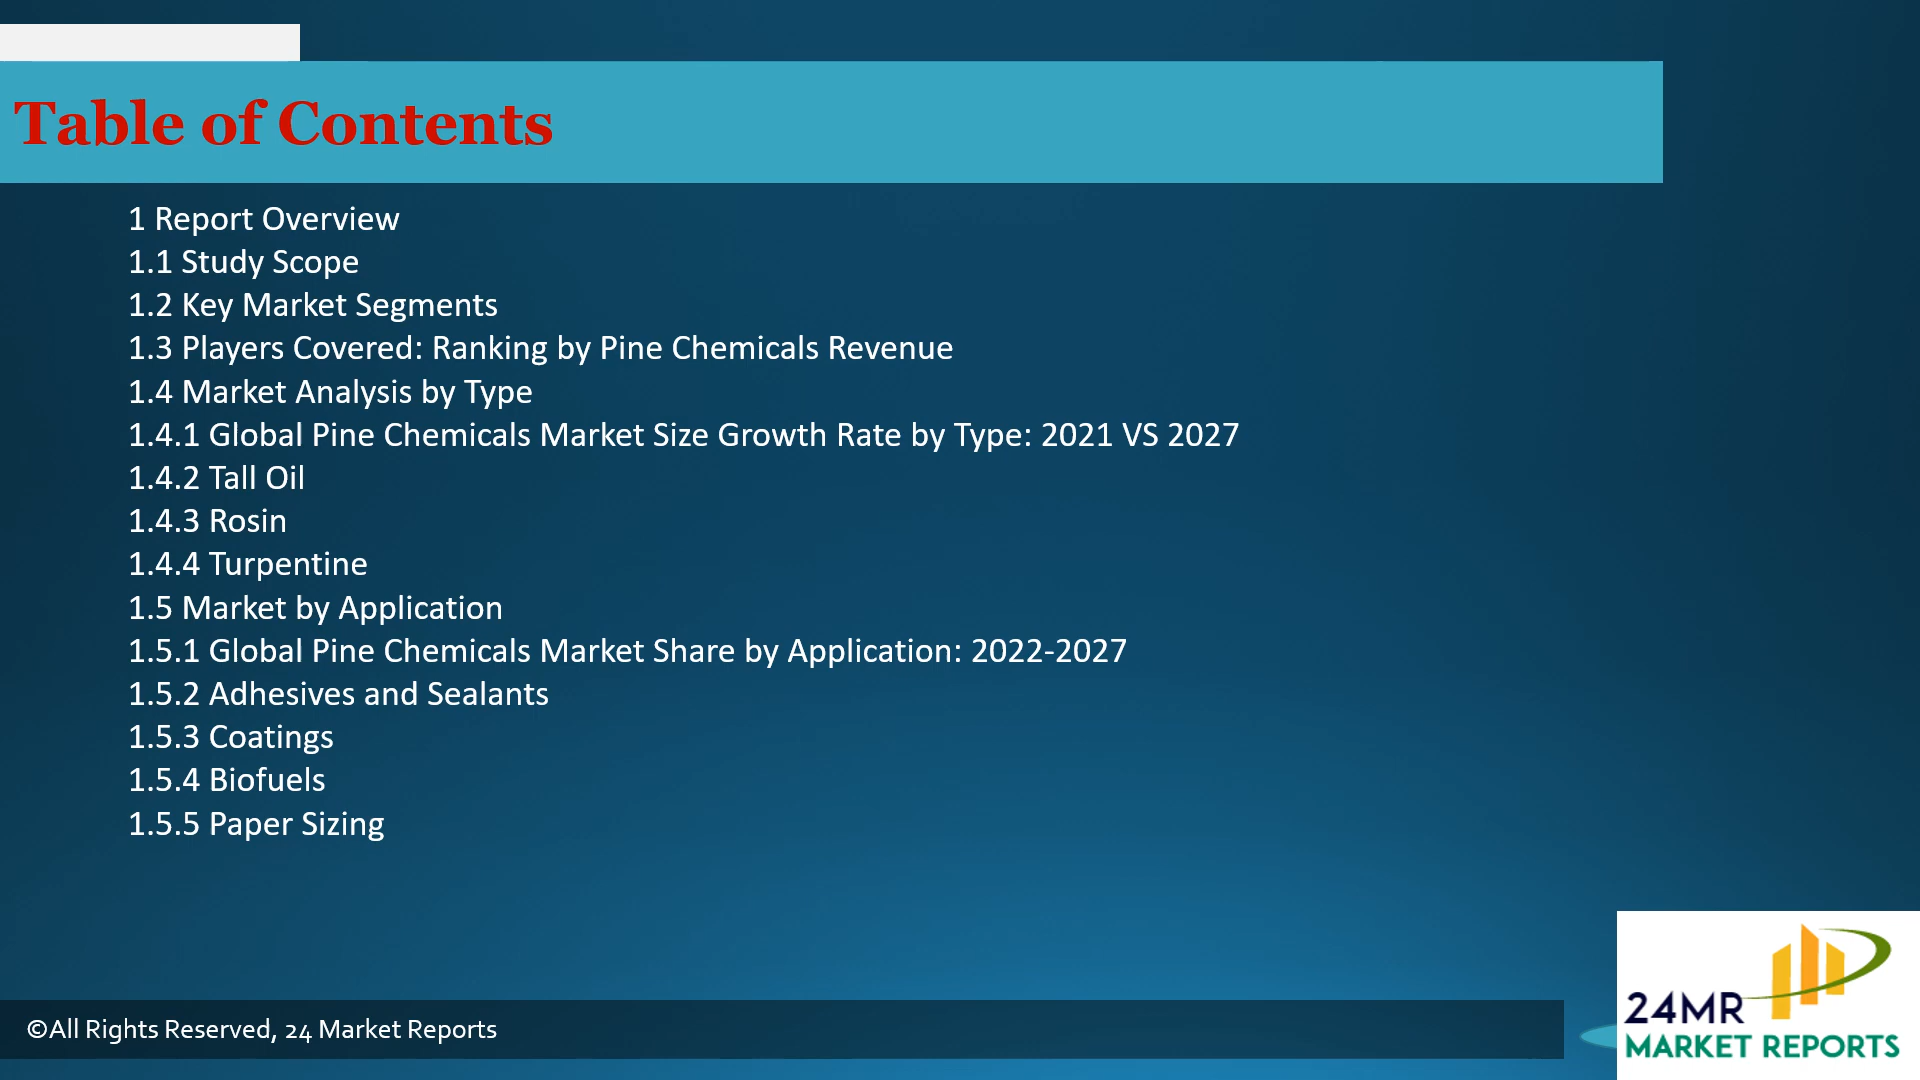 Table of Contents
1 Report Overview
1.1 Study Scope
1.2 Key Market Segments
1.3 Players Covered: Ranking by Pine Chemicals Revenue
1.4 Market Analysis by Type
1.4.1 Global Pine Chemicals Market Size Growth Rate by Type: 2021 VS 2027
1.4.2 Tall Oil
1.4.3 Rosin
1.4.4 Turpentine
1.5 Market by Application
1.5.1 Global Pine Chemicals Market Share by Application: 2022-2027
1.5.2 Adhesives and Sealants
1.5.3 Coatings
1.5.4 Biofuels
1.5.5 Paper Sizing
©All Rights Reserved, 24 Market Reports
24MR
MARKET REPORTS